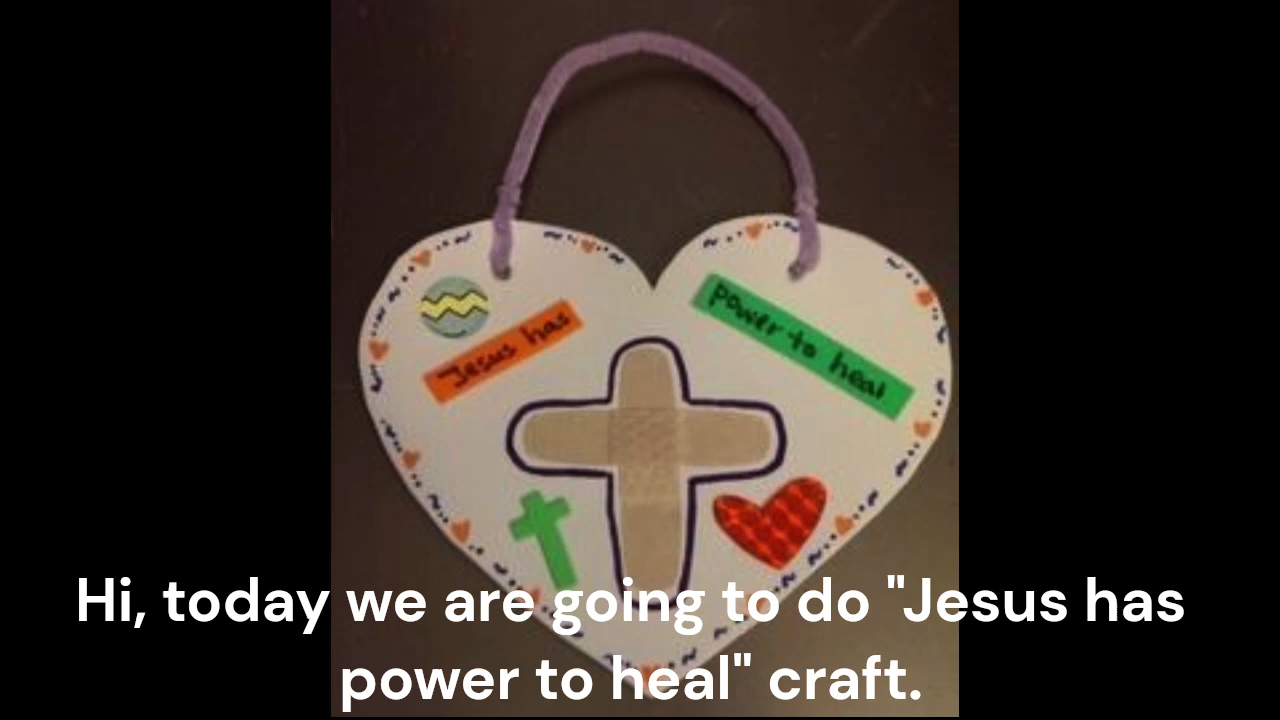 Jesus has
power to heal
Hi, today we are going to do "Jesus has
power to heal" craft.